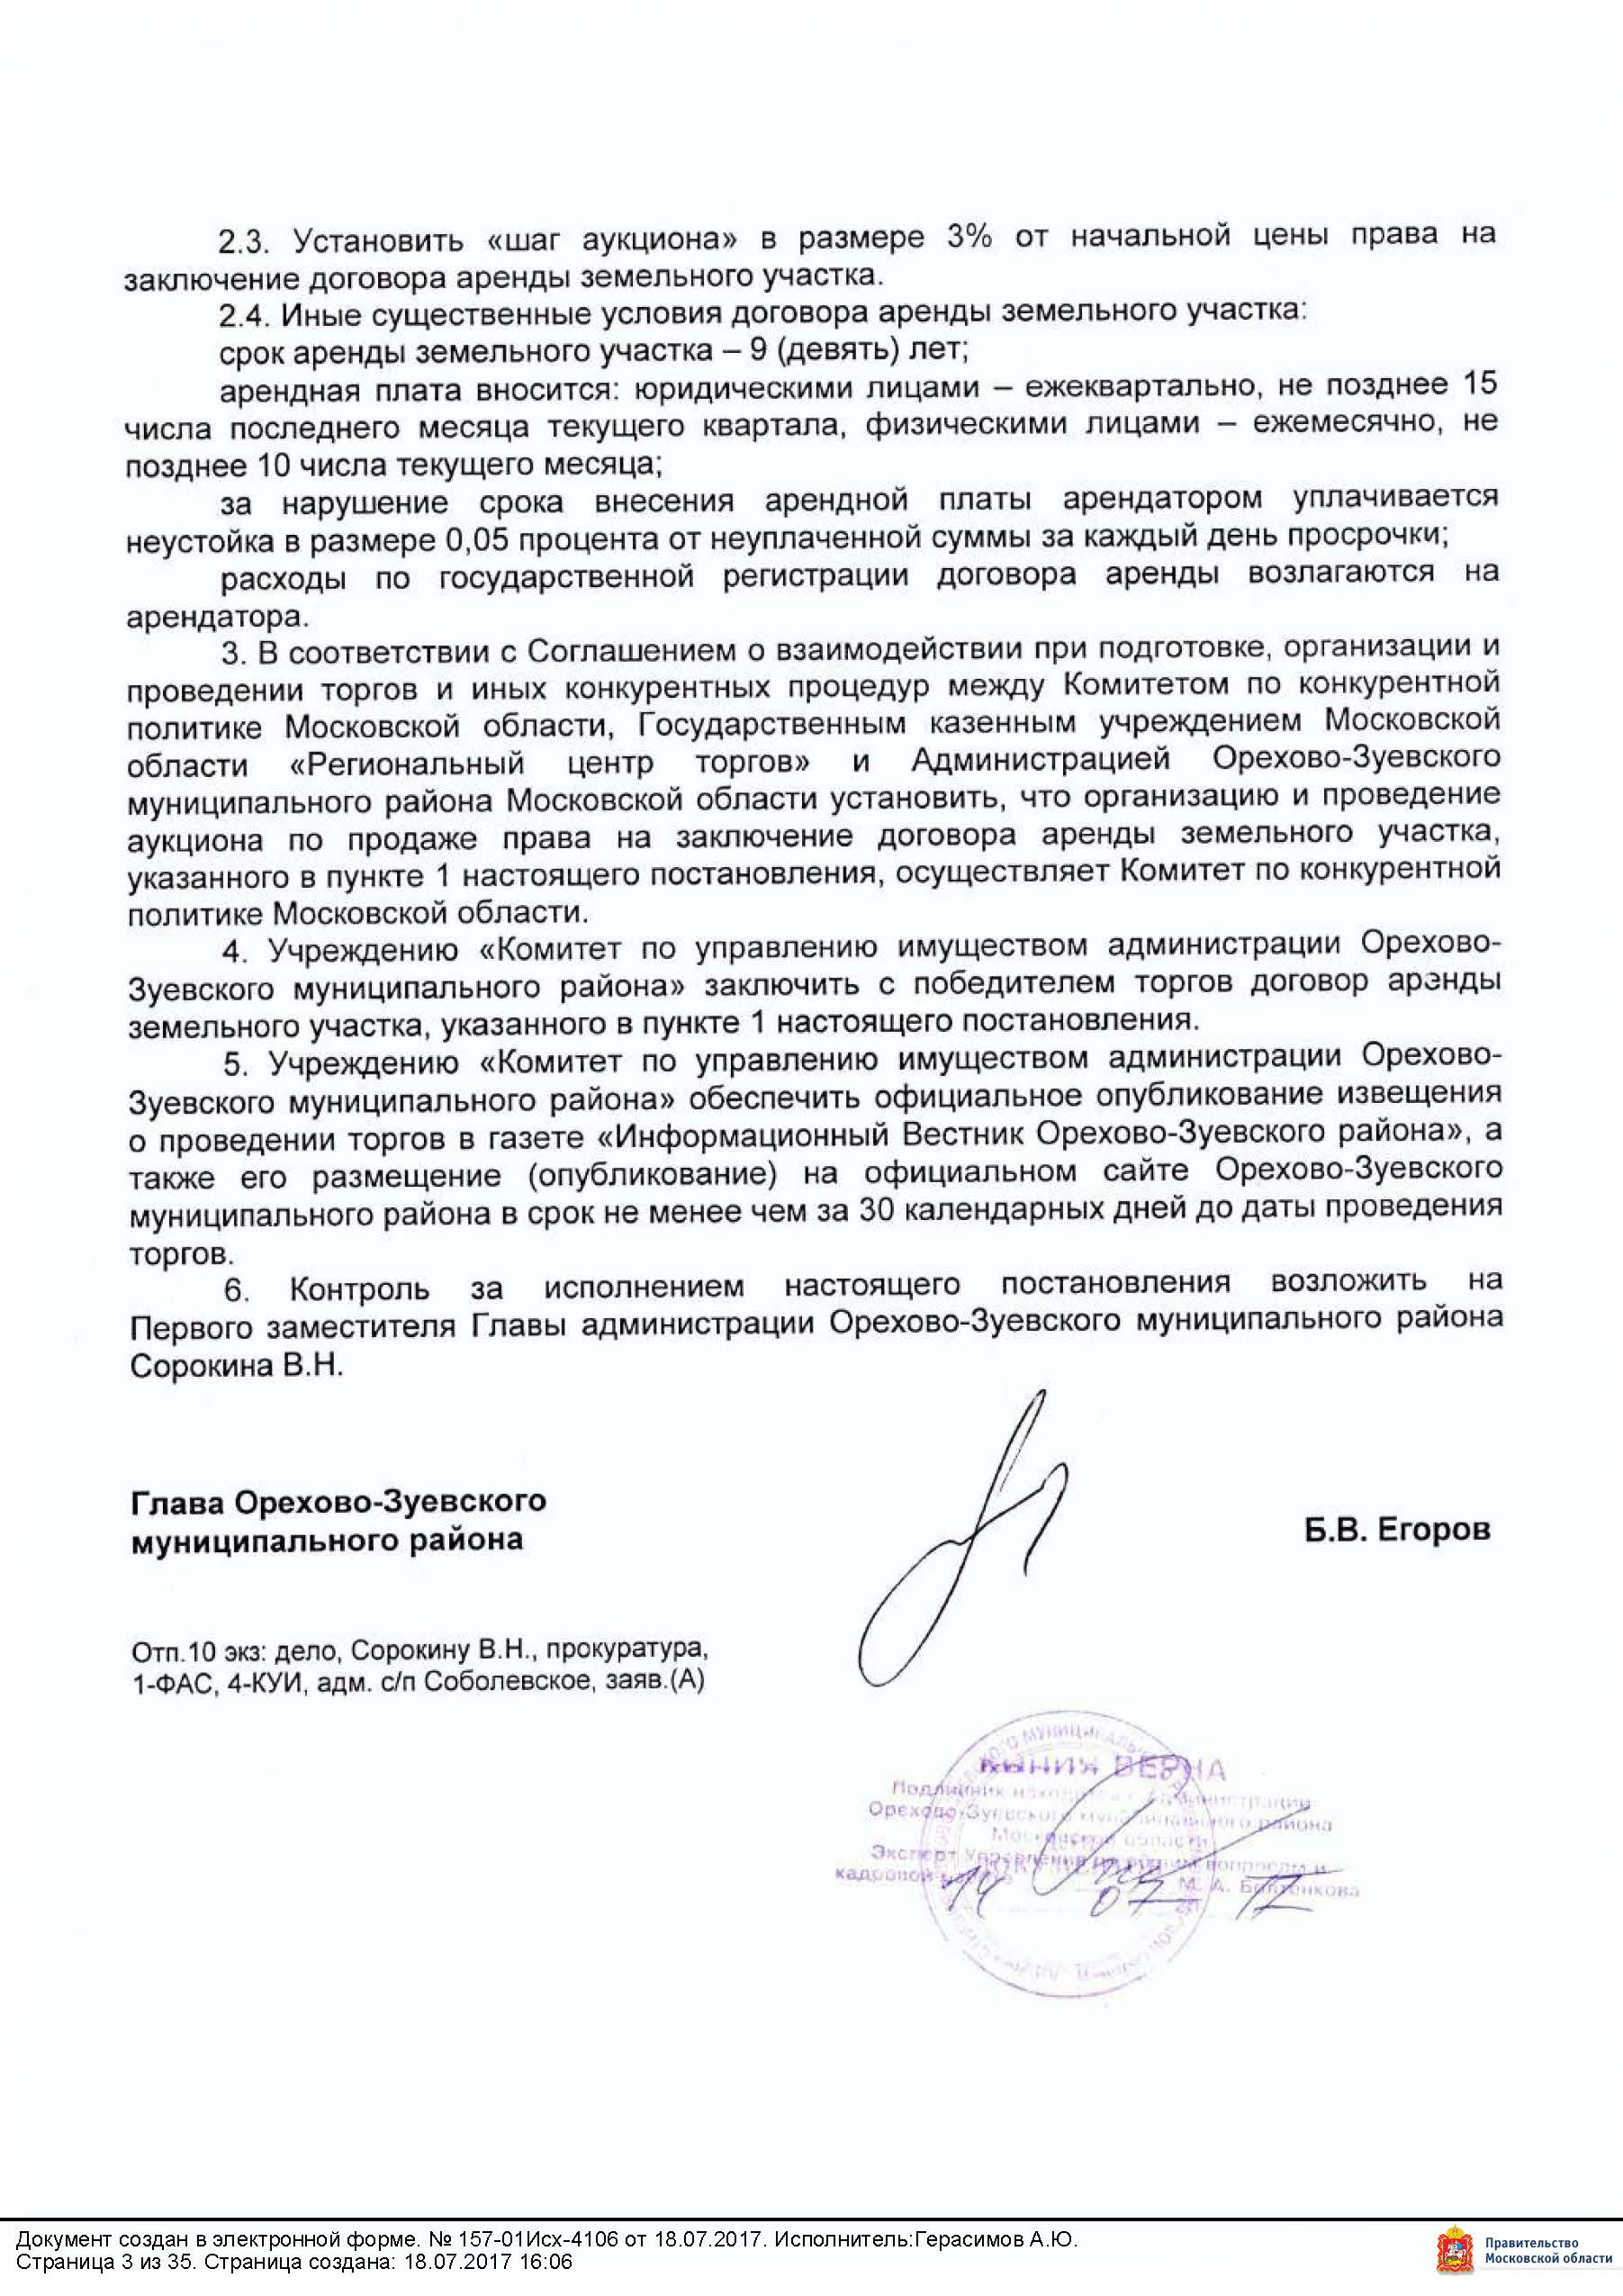 2.3. Установить «шаг аукциона» в размере 3% от начальной цены права на
заключение договора аренды земельного участка.
2.4. Иные существенные условия договора аренды земельного участка:
срок аренды земельного участка – 9 (девять) лет;
арендная плата вносится: юридическими лицами – ежеквартально, не позднее 15
числа последнего месяца текущего квартала, физическими лицами – ежемесячно, не
позднее 10 числа текущего месяца;
за нарушение срока внесения арендной платы арендатором уплачивается
неустойка в размере 0,05 процента от неуплаченной суммы за каждый день просрочки;
расходы по государственной регистрации договора аренды возлагаются на
арендатора.
3. В соответствии с Соглашением о взаимодействии при подготовке, организации и
проведении торгов и иных конкурентных процедур между Комитетом по конкурентной
политике Московской области, Государственным казенным учреждением Московской
области «Региональный центр торгов» и Администрацией Орехово-Зуевского
муниципального района Московской области установить, что организацию и проведение
аукциона по продаже права на заключение договора аренды земельного участка,
указанного в пункте 1 настоящего постановления, осуществляет Комитет по конкурентной
политике Московской области.
4. Учреждению «Комитет по управлению имуществом администрации Орехово-
Зуевского муниципального района» заключить с победителем торгов договор аренды
земельного участка, указанного в пункте 1 настоящего постановления.
5. Учреждению «Комитет по управлению имуществом администрации Орехово-
Зуевского муниципального района» обеспечить официальное опубликование извещения
о проведении торгов в газете «Информационный Вестник Орехово-Зуевского района», а
также его размещение (опубликование) на официальном сайте Орехово-Зуевского
муниципального района в срок не менее чем за 30 календарных дней до даты проведения
торгов.
6. Контроль за исполнением настоящего постановления возложить на
Первого заместителя Главы администрации Орехово-Зуевского муниципального района
Сорокина В.Н.
Глава Орехово-Зуевского
муниципального района
Б.В. Егоров
Отп.10 экз: дело, Сорокину В.Н., прокуратура,
1-ФАС, 4-КУИ, адм. с/п Соболевское, заяв.(А)
КОПИЯ ВЕРНА
Подлинник находится в Администрации
Орехово-Зуевского муниципального района
Московской области
Эксперт Управления по общим вопросам и
кадровой работе М. А. Болтенкова
14 07 17
Документ создан в электронной форме. № 157-01Исх-4106 от 18.07.2017. Исполнитель:Герасимов А.Ю.
Страница 3 из 35. Страница создана: 18.07.2017 16:06
Правительство
Московской области